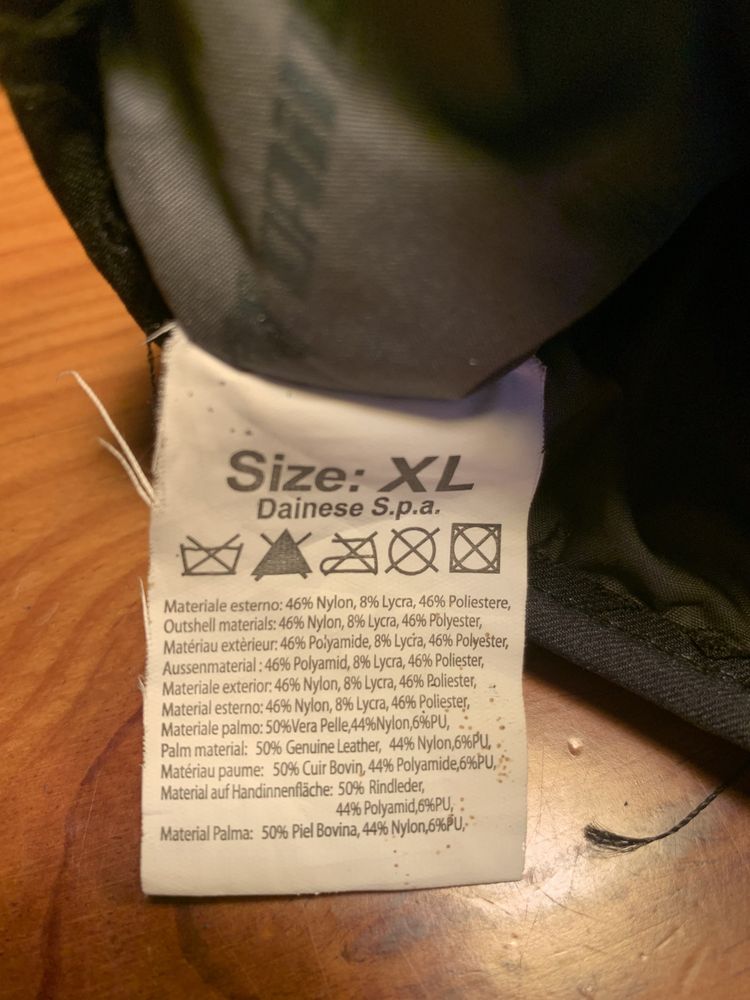 Size: XL
Dainese S.p.a.
Materiale esterno: 46% Nylon, 8% Lycra, 46% Poliestere,
Outshell materials: 46% Nylon, 8% Lycra, 46% Polyester,
Matériau extèrieur: 46% Polyamide, 8% Lycra, 46% Polyester,
Aussenmaterial : 46% Polyamid, 8% Lycra, 46% Poliester,
Materiale exterior: 46% Nylon, 8% Lycra, 46% Poliester,
Material esterno: 46% Nylon, 8% Lycra, 46% Poliester,
Materiale palmo: 50%Vera Pelle,44%Nylon,6%PU,
Palm material: 50% Genuine Leather, 44% Nylon,6%PU,
Matériau paume: 50% Cuir Bovin, 44% Polyamide,6%PU,
Material auf Handinnenfläche: 50% Rindleder,
44% Polyamid,6%PU,
Material Palma: 50% Piel Bovina, 44% Nylon,6%PU,